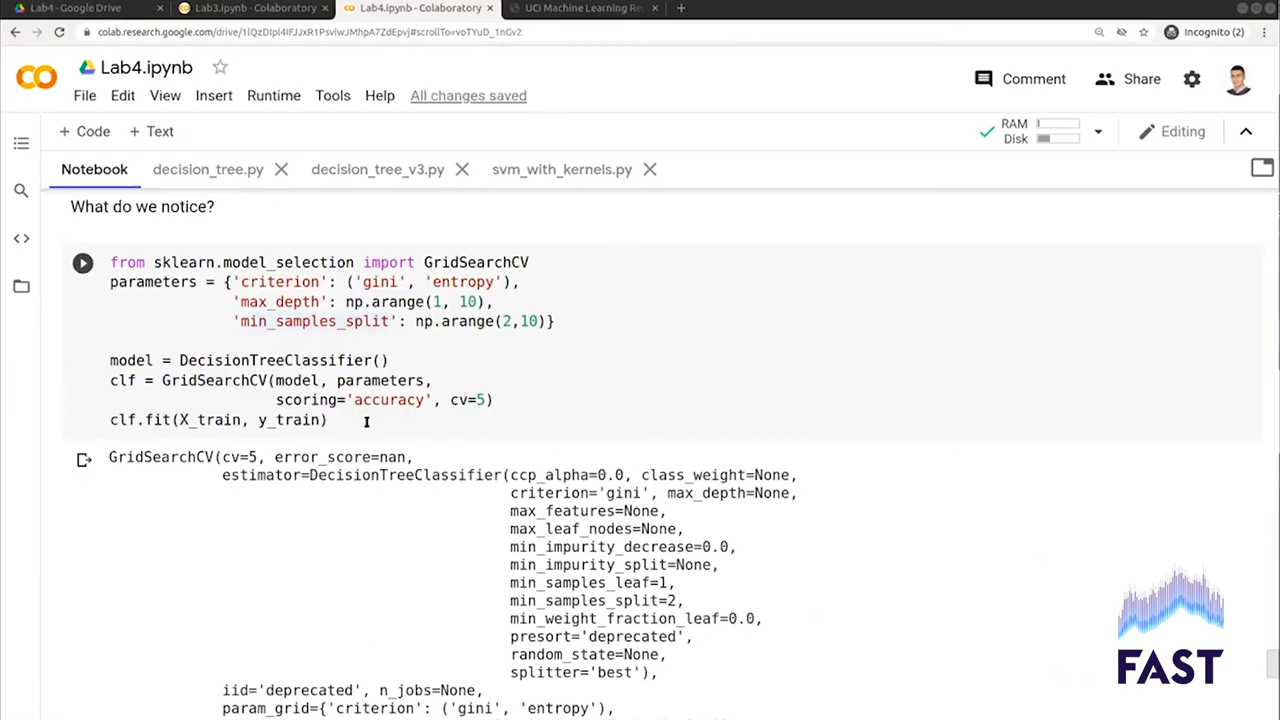 Lab4 - Google Drive
Lab3.ipynb - Colaboratory
Lab4.ipynb - Colaboratory
UCI Machine Learning Re
colab.research.google.com/drive/
Incognito (2)
Lab4.ipynb
Comment
Share
File Edit View Insert Runtime Tools Help All changes saved
+ Code + Text
RAM
Disk
Editing
Notebook
decision_tree.py
decision_tree_v3.py
svm_with_kernels.py
What do we notice?
from sklearn.model_selection import GridSearchCV
parameters = {'criterion': ('gini', 'entropy'),
'max_depth': np.arange(1, 10),
'min_samples_split': np.arange(2,10)}
model = DecisionTreeClassifier()
clf = GridSearchCV(model, parameters,
scoring='accuracy', cv=5)
clf.fit(X_train, y_train)
GridSearchCV(cv=5, error_score=nan,
estimator=DecisionTreeClassifier(ccp_alpha=0.0, class_weight=None,
criterion='gini', max_depth=None,
max_features=None,
max_leaf_nodes=None,
min_impurity_decrease=0.0,
min_impurity_split=None,
min_samples_leaf=1,
min_samples_split=2,
min_weight_fraction_leaf=0.0,
presort='deprecated',
random_state=None,
splitter='best'),
iid='deprecated', n_jobs=None,
param_grid={'criterion': ('gini', 'entropy'),
FAST